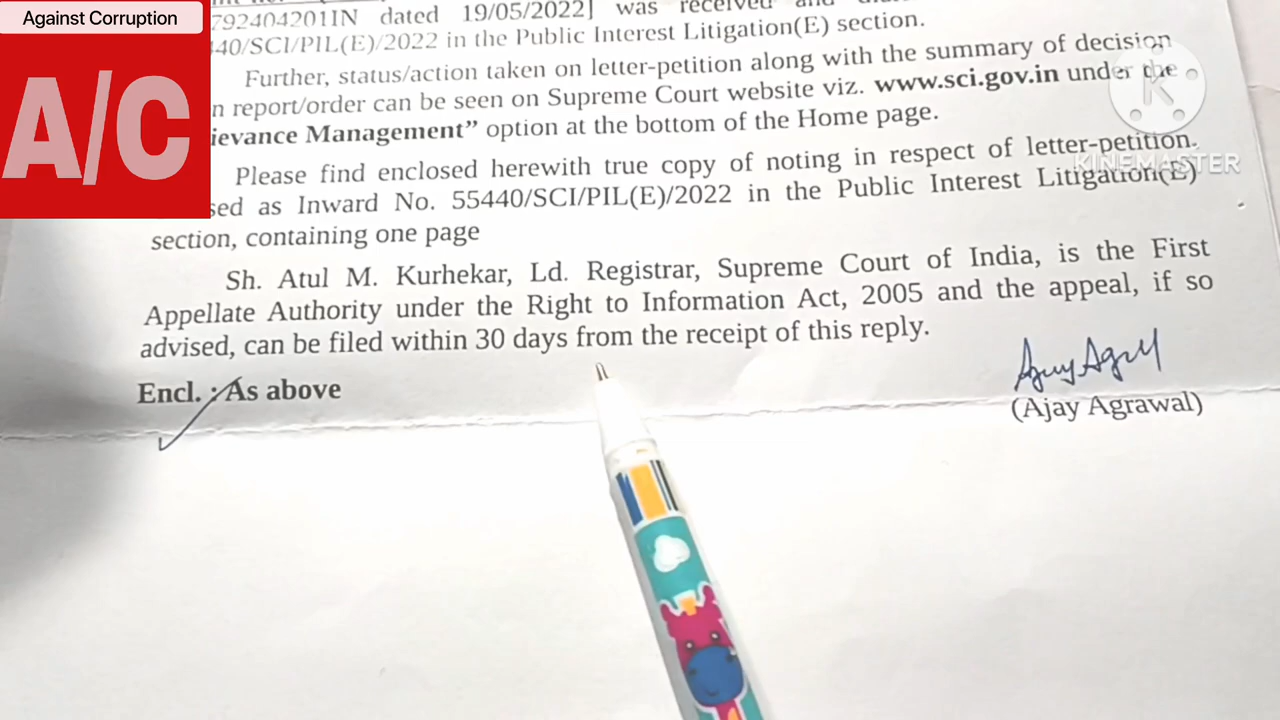 Against Corruption
A/C
792404201IN dated 19/05/2022] was received and
40/SCI/PIL(E)/2022 in the Public Interest Litigation(E) section.
Further, status/action taken on letter-petition along with the summary of decision
n report/order can be seen on Supreme Court website viz. www.sci.gov.in under the
ievance Management” option at the bottom of the Home page.
Please find enclosed herewith true copy of noting in respect of letter-petition.
sed as Inward No. 55440/SCI/PIL(E)/2022 in the Public Interest Litigation(E)
section, containing one page
Sh. Atul M. Kurhekar, Ld. Registrar, Supreme Court of India, is the First
Appellate Authority under the Right to Information Act, 2005 and the appeal, if so
advised, can be filed within 30 days from the receipt of this reply.
Encl. : As above
Ajay Agrawal
(Ajay Agrawal)
K
KINEMASTER